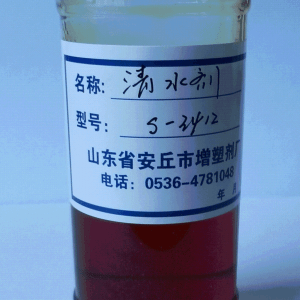 名称: 清水剂
型号: S-3412
山东省安丘市增塑剂厂
电话: 0536-4781048
年 月